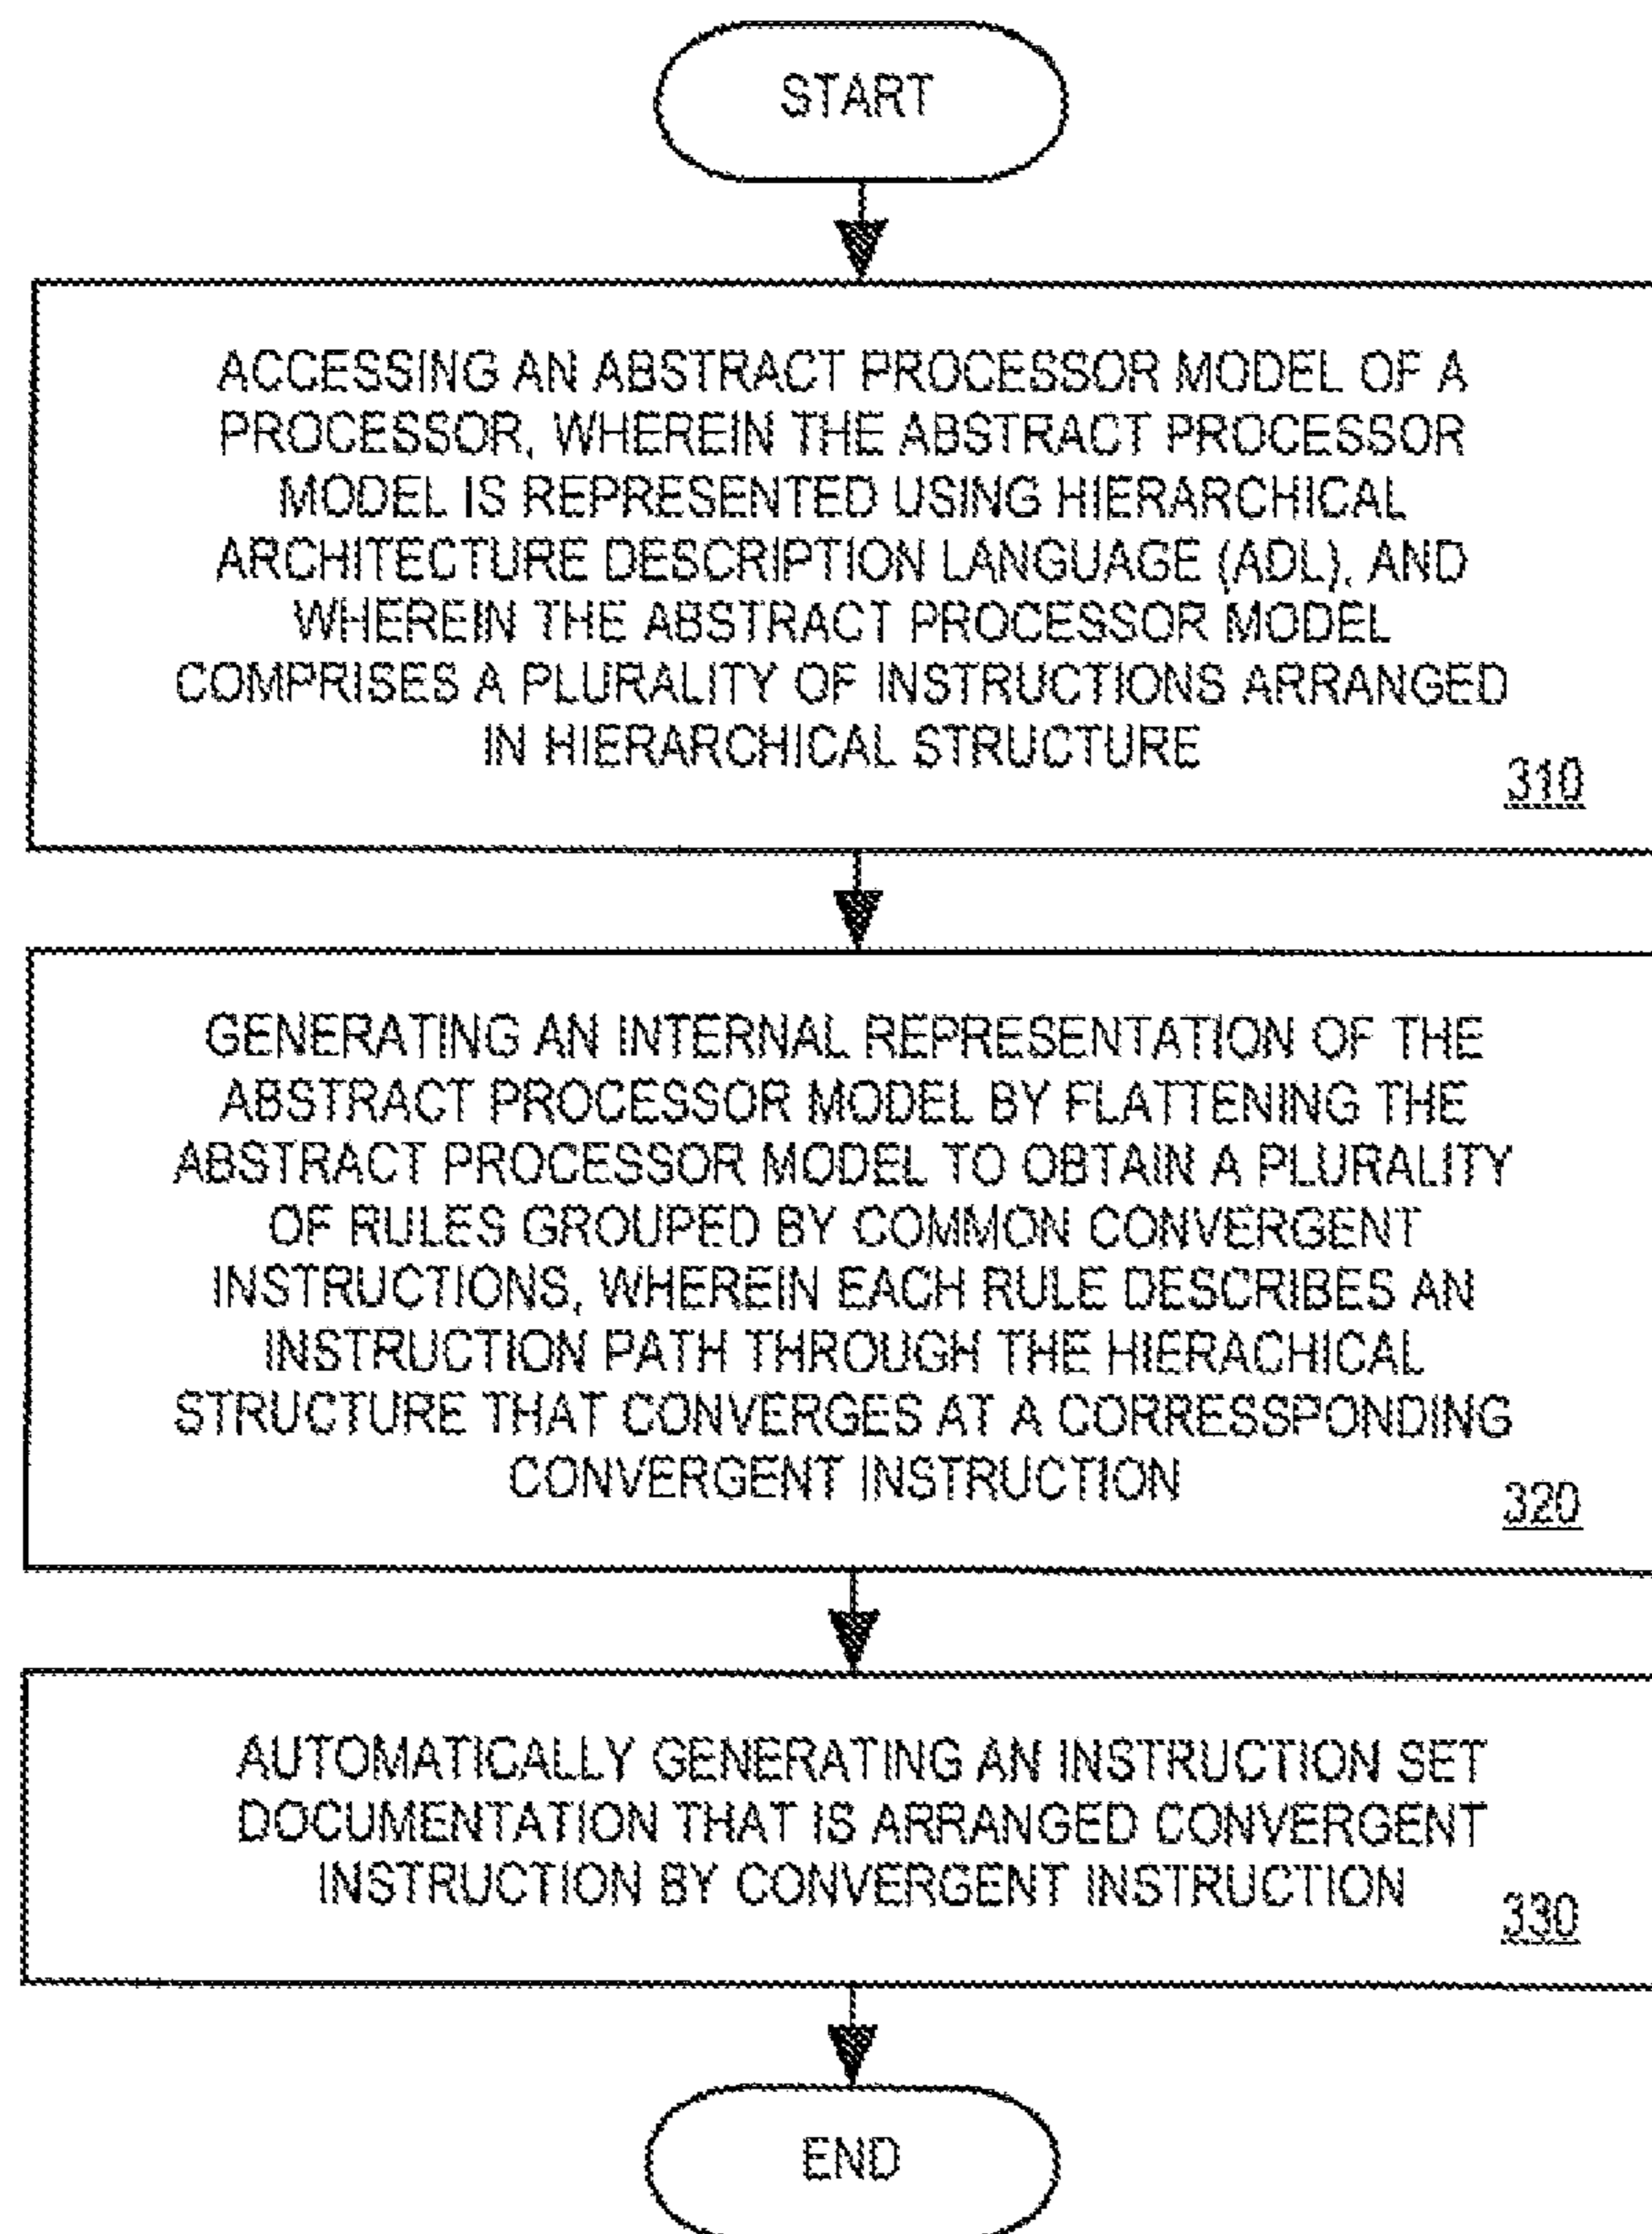 START
ACCESSING AN ABSTRACT PROCESSOR MODEL OF A
PROCESSOR, WHEREIN THE ABSTRACT PROCESSOR
MODEL IS REPRESENTED USING HIERARCHICAL
ARCHITECTURE DESCRIPTION LANGUAGE (ADL), AND
WHEREIN THE ABSTRACT PROCESSOR MODEL
COMPRISES A PLURALITY OF INSTRUCTIONS ARRANGED
IN HIERARCHICAL STRUCTURE
310
GENERATING AN INTERNAL REPRESENTATION OF THE
ABSTRACT PROCESSOR MODEL BY FLATTENING THE
ABSTRACT PROCESSOR MODEL TO OBTAIN A PLURALITY
OF RULES GROUPED BY COMMON CONVERGENT
INSTRUCTIONS, WHEREIN EACH RULE DESCRIBES AN
INSTRUCTION PATH THROUGH THE HIERACHICAL
STRUCTURE THAT CONVERGES AT A CORRESSPONDING
CONVERGENT INSTRUCTION
320
AUTOMATICALLY GENERATING AN INSTRUCTION SET
DOCUMENTATION THAT IS ARRANGED CONVERGENT
INSTRUCTION BY CONVERGENT INSTRUCTION
330
END